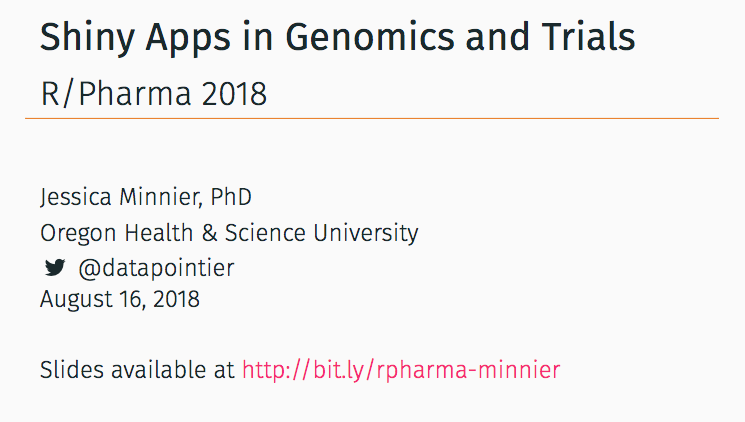 Shiny Apps in Genomics and Trials
R/Pharma 2018
Jessica Minnier, PhD
Oregon Health & Science University
@datapointier
August 16, 2018
Slides available at http://bit.ly/rpharma-minnier